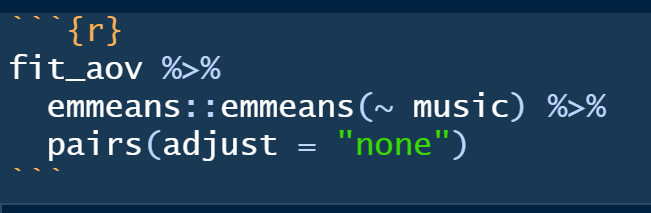 ```{r}
fit_aov %>%
  emmeans::emmeans(~ music) %>%
  pairs(adjust = "none")
```